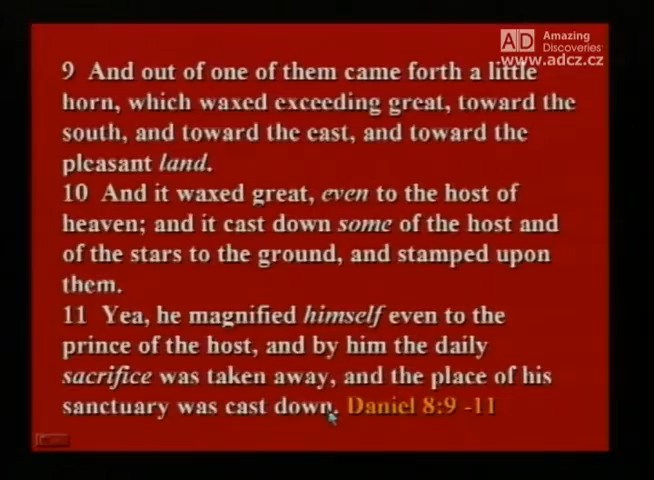 AD Amazing
Discoveries
www.adcz.cz
9 And out of one of them came forth a little
horn, which waxed exceeding great, toward the
south, and toward the east, and toward the
pleasant land.
10 And it waxed great, even to the host of
heaven; and it cast down some of the host and
of the stars to the ground, and stamped upon
them.
11 Yea, he magnified himself even to the
prince of the host, and by him the daily
sacrifice was taken away, and the place of his
sanctuary was cast down. Daniel 8:9 -11